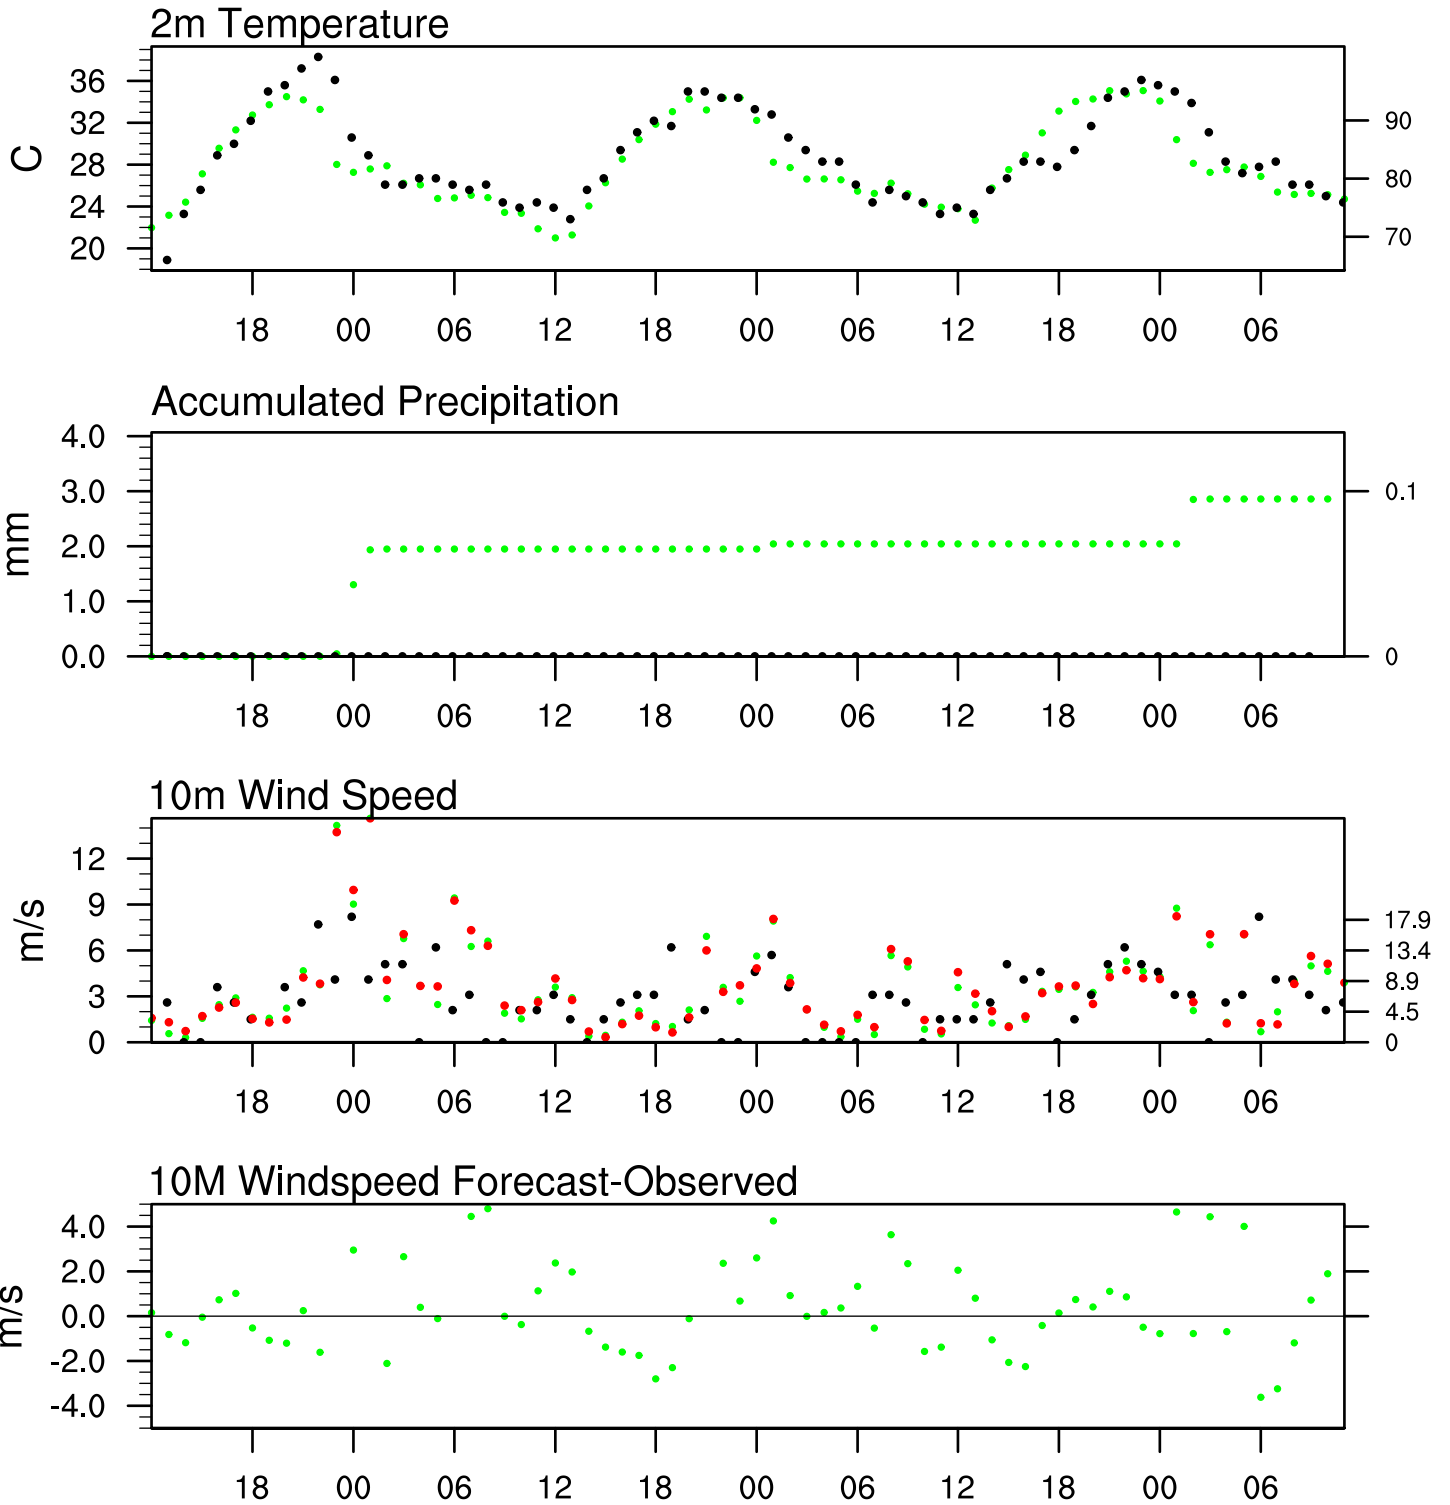 2m Temperature
36
32
28
24
20
C
90
80
70
18 00 06 12 18 00 06 12 18 00 06
Accumulated Precipitation
4.0
3.0
2.0
1.0
0.0
mm
0.1
0
18 00 06 12 18 00 06 12 18 00 06
10m Wind Speed
12
9
6
3
0
m/s
17.9
13.4
8.9
4.5
0
18 00 06 12 18 00 06 12 18 00 06
10M Windspeed Forecast-Observed
4.0
2.0
0.0
-2.0
-4.0
m/s
18 00 06 12 18 00 06 12 18 00 06